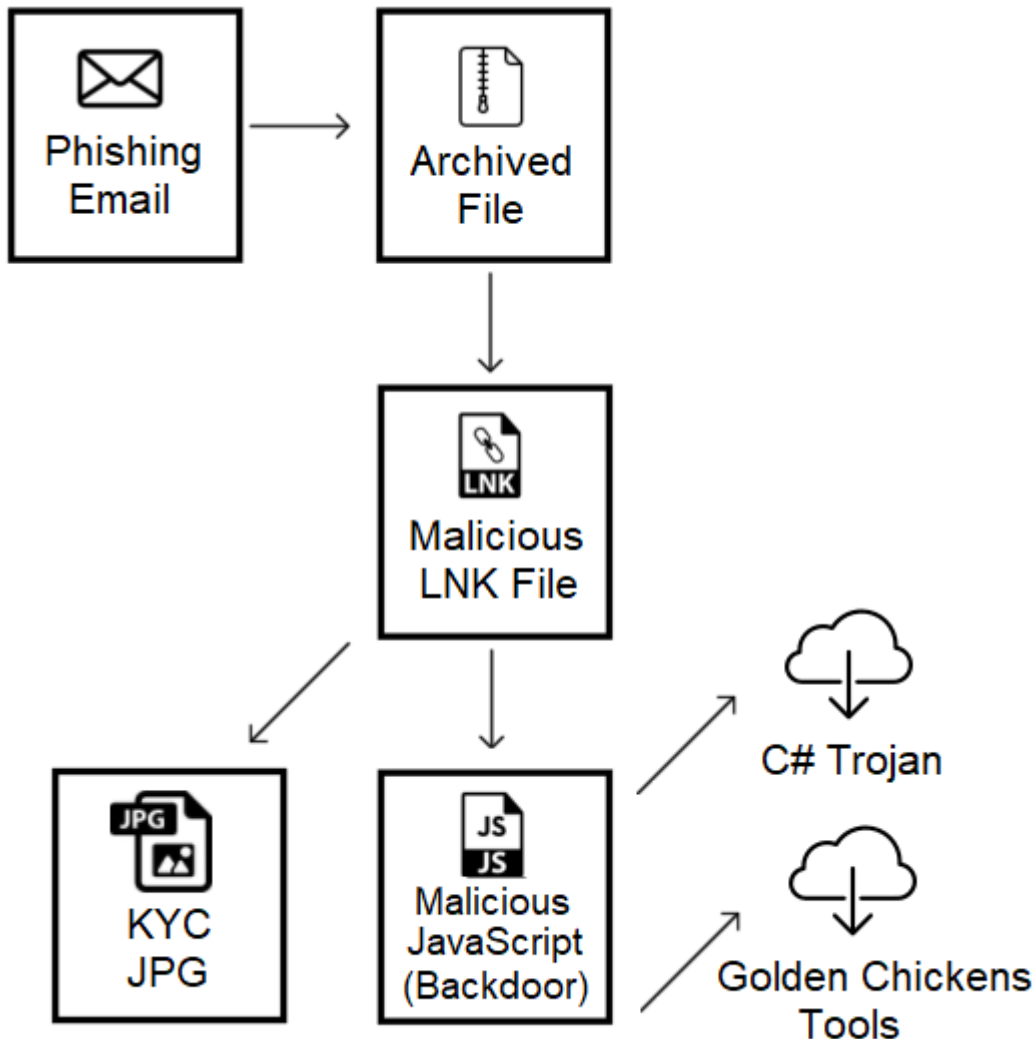 Phishing
Email
Archived
File
LNK
Malicious
LNK File
C# Trojan
JPG
KYC
JPG
JS
JS
Malicious
JavaScript
(Backdoor)
Golden Chickens
Tools